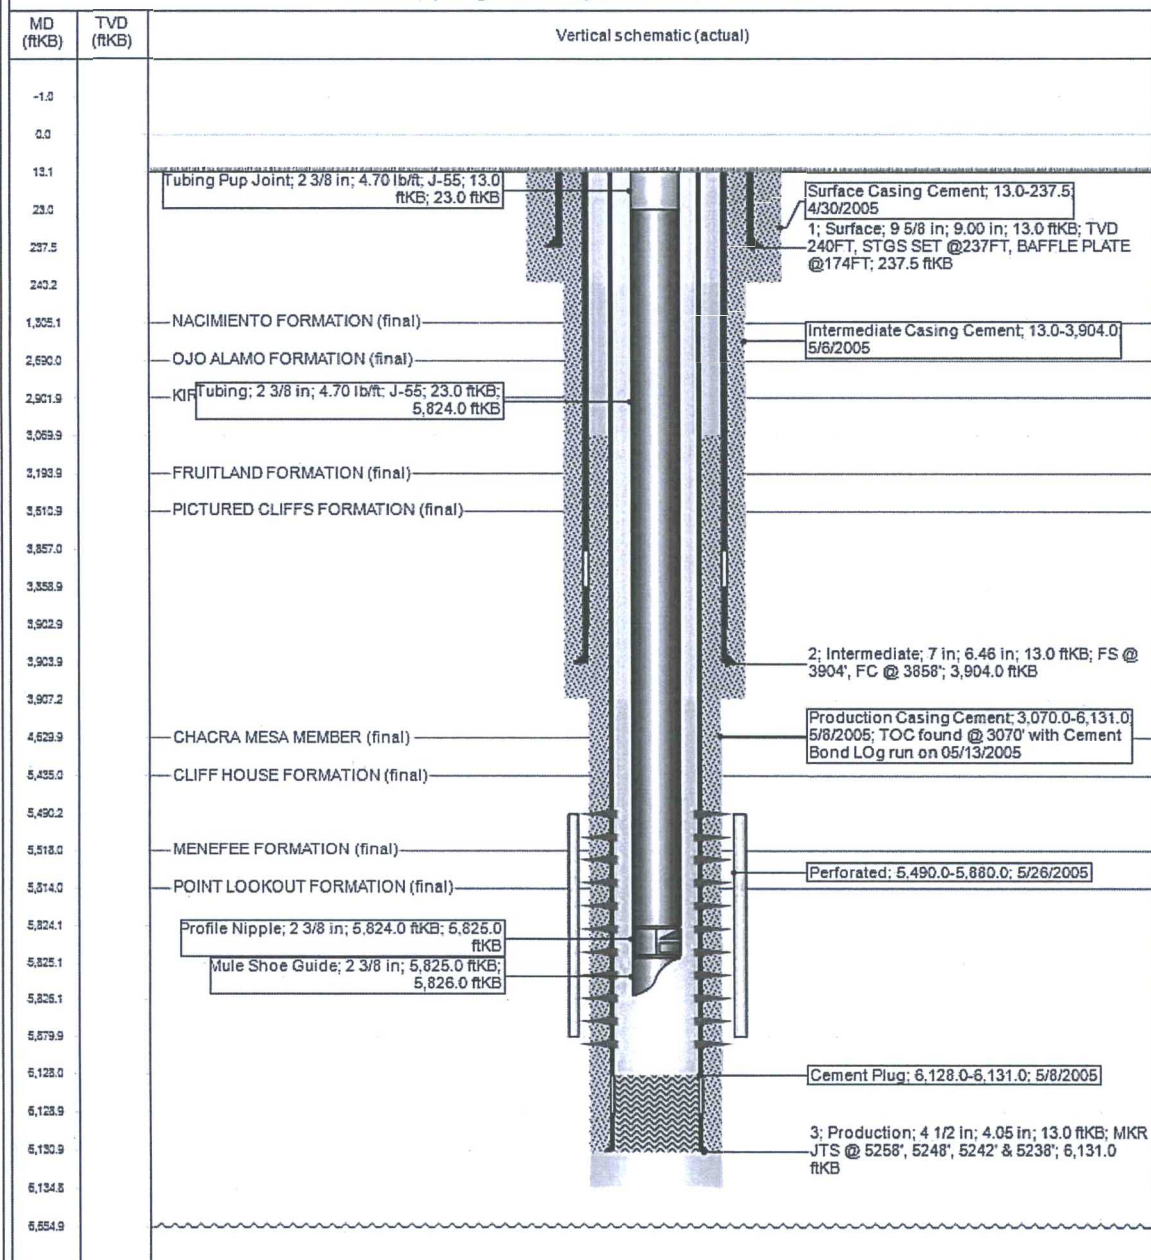 MD
(ftKB)
TVD
(ftKB)
Vertical schematic (actual)
-1.0
0.0
13.1
23.0
237.5
240.2
1,305.1
2,690.0
2,901.9
3,069.9
3,193.9
3,510.9
3,857.0
3,858.9
3,902.9
3,903.9
3,907.2
4,629.9
5,435.0
5,490.2
5,518.0
5,614.0
5,824.1
5,825.1
5,826.1
5,879.9
6,128.0
6,128.9
6,130.9
6,134.8
6,554.9
Tubing Pup Joint; 2 3/8 in; 4.70 lb/ft; J-55; 13.0
ftKB; 23.0 ftKB
NACIMIENTO FORMATION (final)
OJO ALAMO FORMATION (final)
KIR
Tubing; 2 3/8 in; 4.70 lb/ft; J-55; 23.0 ftKB;
5,824.0 ftKB
FRUITLAND FORMATION (final)
PICTURED CLIFFS FORMATION (final)
CHACRA MESA MEMBER (final)
CLIFF HOUSE FORMATION (final)
MENEFEE FORMATION (final)
POINT LOOKOUT FORMATION (final)
Profile Nipple; 2 3/8 in; 5,824.0 ftKB; 5,825.0
ftKB
Mule Shoe Guide; 2 3/8 in; 5,825.0 ftKB;
5,826.0 ftKB
Surface Casing Cement; 13.0-237.5;
4/30/2005
1; Surface; 9 5/8 in; 9.00 in; 13.0 ftKB; TVD
240FT, STGS SET @237FT, BAFFLE PLATE
@174FT; 237.5 ftKB
Intermediate Casing Cement; 13.0-3,904.0;
5/6/2005
2; Intermediate; 7 in; 6.46 in; 13.0 ftKB; FS @
3904', FC @ 3858'; 3,904.0 ftKB
Production Casing Cement; 3,070.0-6,131.0;
5/8/2005; TOC found @ 3070' with Cement
Bond LOg run on 05/13/2005
Perforated; 5,490.0-5,880.0; 5/26/2005
Cement Plug; 6,128.0-6,131.0; 5/8/2005
3; Production; 4 1/2 in; 4.05 in; 13.0 ftKB; MKR
JTS @ 5258', 5248', 5242' & 5238'; 6,131.0
ftKB